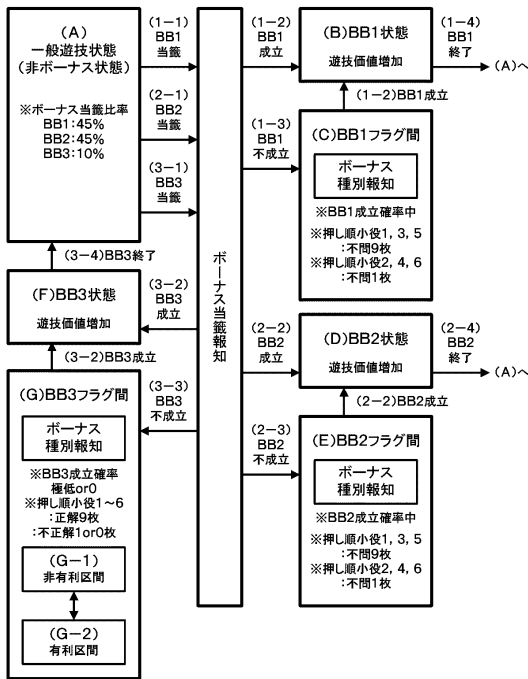 (A)
一般遊技状態
(非ボーナス状態)
※ボーナス当籤比率
BB1:45%
BB2:45%
BB3:10%
(1−1)
BB1
当籤
(2−1)
BB2
当籤
(3−1)
BB3
当籤
(3−4)BB3終了
(F)BB3状態
遊技価値増加
(3−2)
BB3
成立
(3−2)BB3成立
(G)BB3フラグ間
ボーナス
種別報知
※BB3成立確率
極低or0
※押し順小役1~6
:正解9枚
:不正解1or0枚
(G−1)
非有利区間
(G−2)
有利区間
(3−3)
BB3
不成立
ボーナス当籤報知
(1−2)
BB1
成立
(B)BB1状態
遊技価値増加
(1−4)
BB1
終了
(A)へ
(1−2)BB1成立
(1−3)
BB1
不成立
(C)BB1フラグ間
ボーナス
種別報知
※BB1成立確率中
※押し順小役1, 3, 5
:不問9枚
※押し順小役2, 4, 6
:不問1枚
(2−2)
BB2
成立
(D)BB2状態
遊技価値増加
(2−4)
BB2
終了
(A)へ
(2−2)BB2成立
(2−3)
BB2
不成立
(E)BB2フラグ間
ボーナス
種別報知
※BB2成立確率中
※押し順小役1, 3, 5
:不問9枚
※押し順小役2, 4, 6
:不問1枚